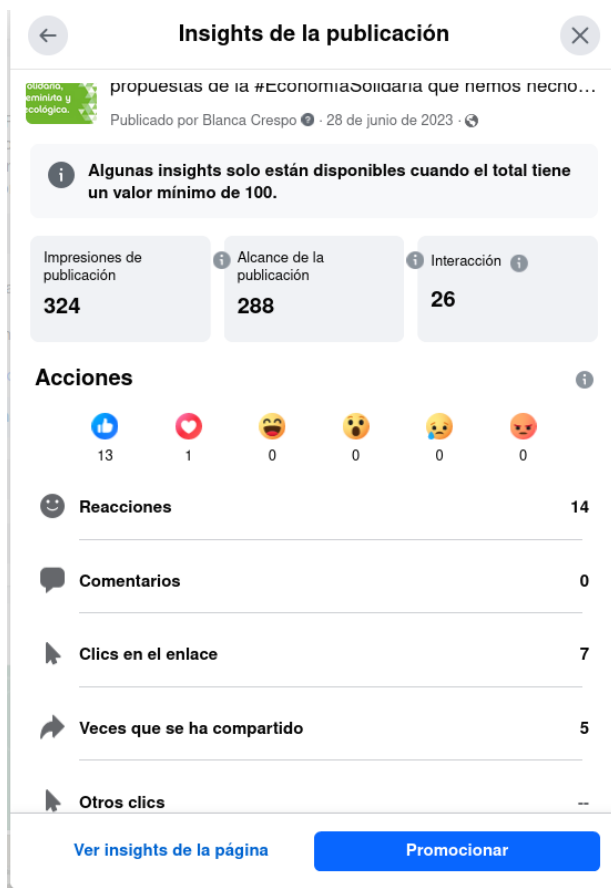 Insights de la publicación
olidaria,
eminista y
ecológica.
propuestas de la #EconomíaSolidaria que hemos hecho...
Publicado por Blanca Crespo · 28 de junio de 2023 ·
Algunas insights solo están disponibles cuando el total tiene
un valor mínimo de 100.
Impresiones de
publicación
324
Alcance de la
publicación
288
Interacción
26
Acciones
13 1 0 0 0 0
Reacciones 14
Comentarios 0
Clics en el enlace 7
Veces que se ha compartido 5
Otros clics --
Ver insights de la página
Promocionar